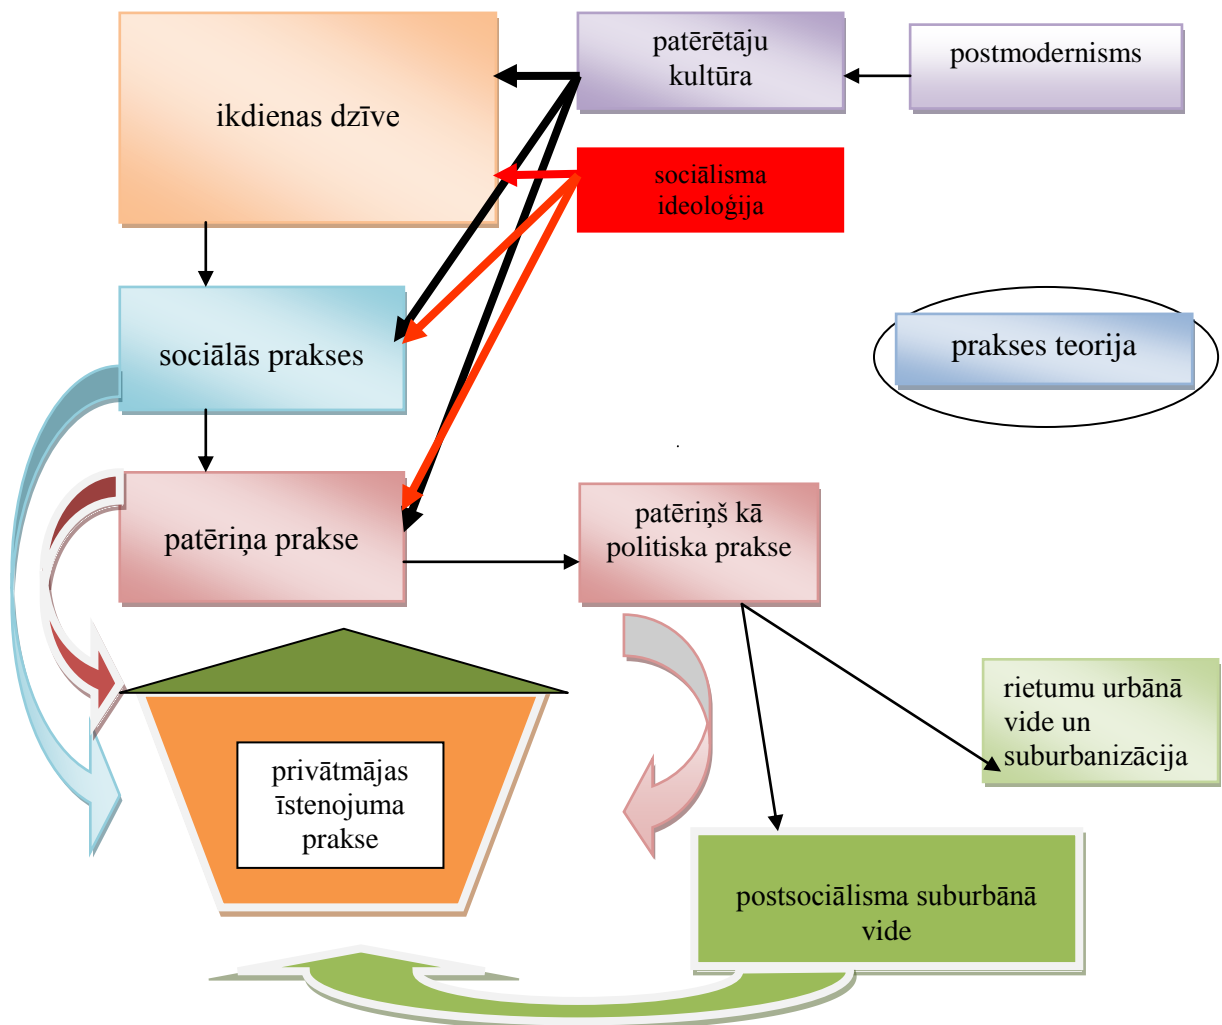 patērētāju
kultūra
postmodernisms
ikdienas dzīve
sociālisma
ideoloģija
sociālās prakses
prakses teorija
patēriņa prakse
patēriņš kā
politiska prakse
rietumu urbānā
vide un
suburbanizācija
privātmājas
īstenojuma
prakse
postsociālisma suburbānā
vide